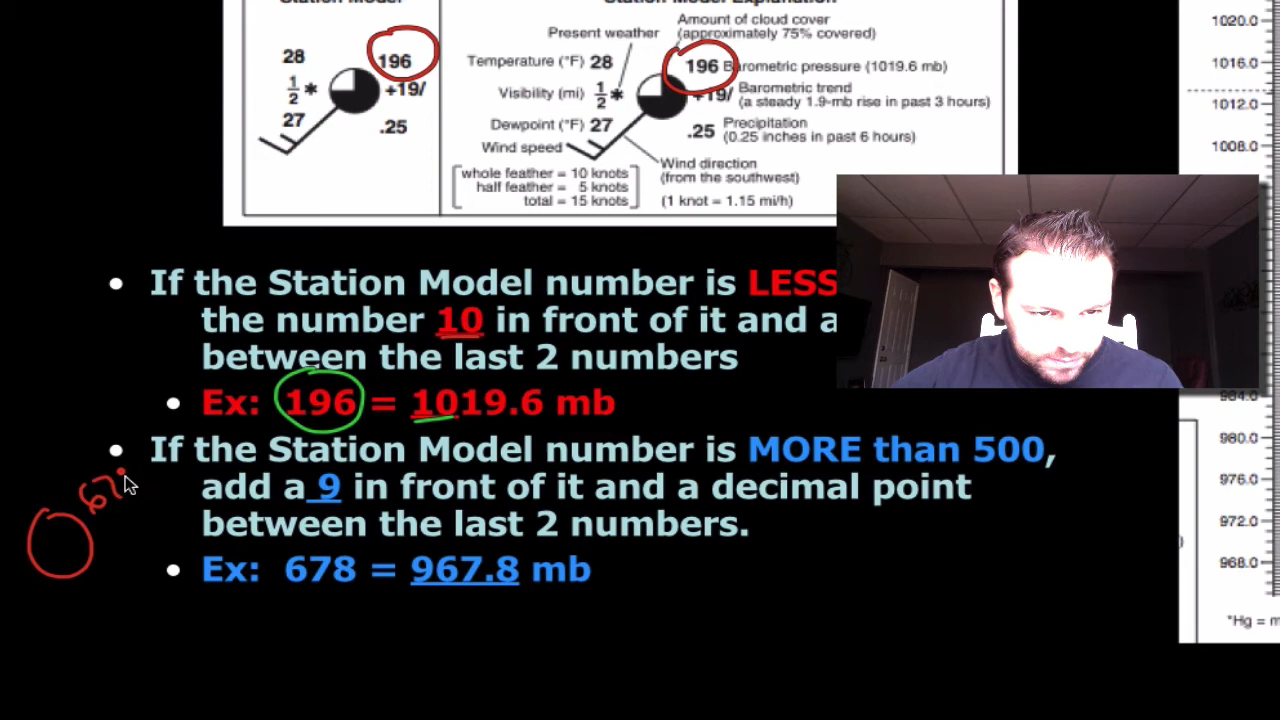 Station Model
Station Model Explanation
28
196
1/2 *
+19/
27
.25
Amount of cloud cover
(approximately 75% covered)
Present weather
Temperature (°F) 28
196 Barometric pressure (1019.6 mb)
Visibility (mi) 1/2 *
+19/ Barometric trend
(a steady 1.9-mb rise in past 3 hours)
Dewpoint (°F) 27
.25 Precipitation
(0.25 inches in past 6 hours)
Wind speed
Wind direction
(from the southwest)
whole feather = 10 knots
half feather = 5 knots
total = 15 knots
(1 knot = 1.15 mi/h)
• If the Station Model number is LESS
the number 10 in front of it and a
between the last 2 numbers
• Ex: 196 = 1019.6 mb
• If the Station Model number is MORE than 500,
add a 9 in front of it and a decimal point
between the last 2 numbers.
• Ex: 678 = 967.8 mb
67
1020.0
1016.0
1012.0
1008.0
984.0
980.0
976.0
972.0
968.0
*Hg = m